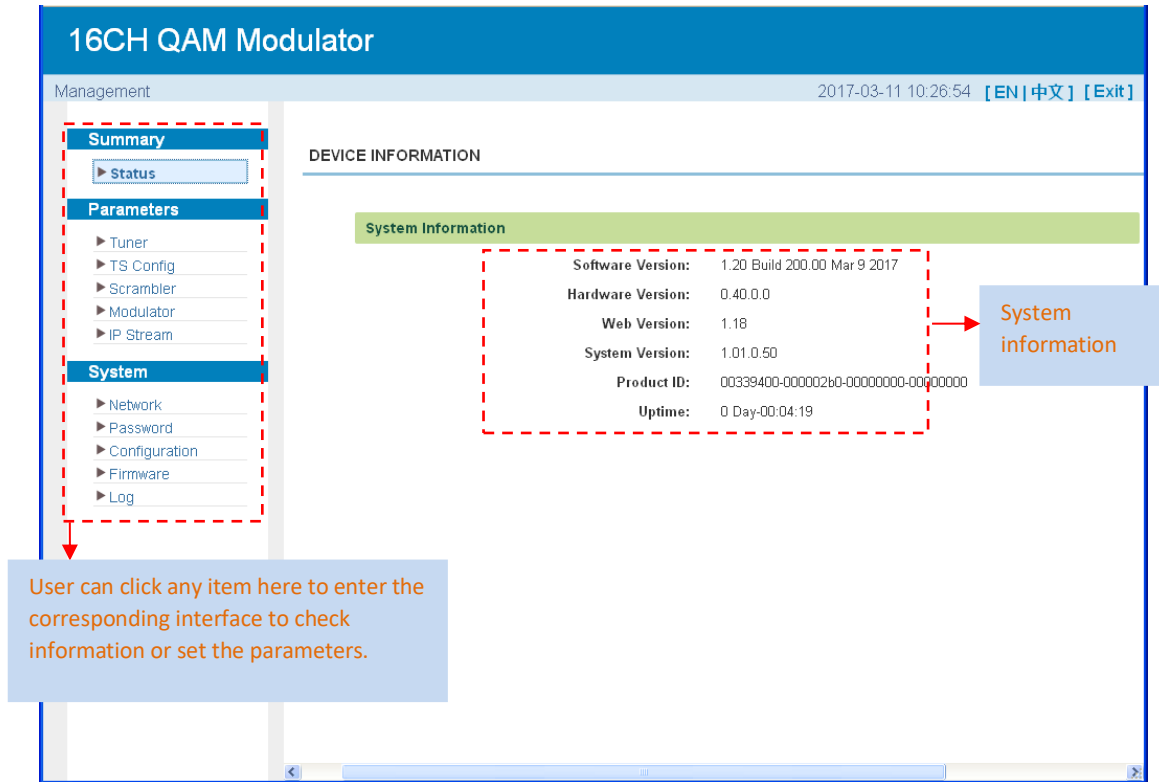 16CH QAM Modulator
Management
2017-03-11 10:26:54 [EN|中文] [Exit]
Summary
Status
Parameters
Tuner
TS Config
Scrambler
Modulator
IP Stream
System
Network
Password
Configuration
Firmware
Log
DEVICE INFORMATION
System Information
Software Version: 1.20 Build 200.00 Mar 9 2017
Hardware Version: 0.40.0.0
Web Version: 1.18
System Version: 1.01.0.50
Product ID: 00339400-000002b0-00000000-00000000
Uptime: 0 Day-00:04:19
System
information
User can click any item here to enter the
corresponding interface to check
information or set the parameters.